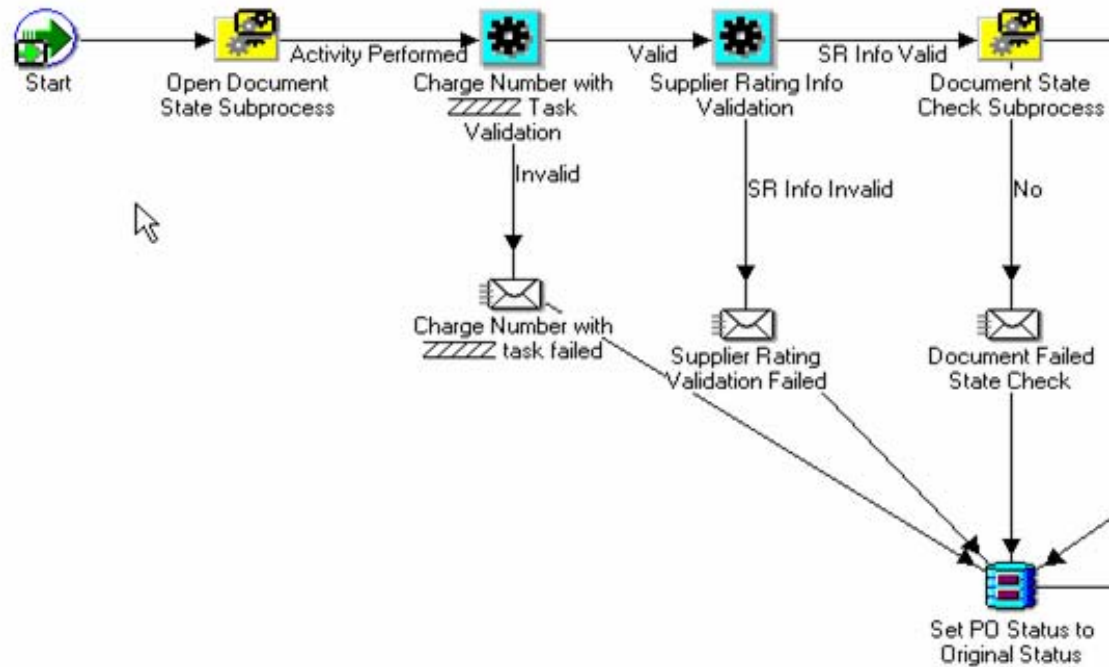 Activity Performed
Valid
SR Info Valid
Start
Open Document
State Subprocess
Charge Number with
Task
Validation
Supplier Rating Info
Validation
Document State
Check Subprocess
Invalid
SR Info Invalid
No
Charge Number with
task failed
Supplier Rating
Validation Failed
Document Failed
State Check
Set PO Status to
Original Status